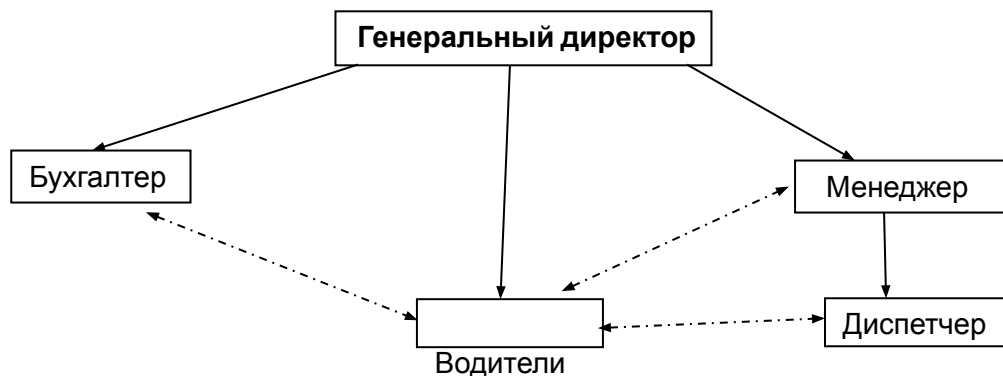 Генеральный директор
Бухгалтер
Менеджер
Диспетчер
Водители